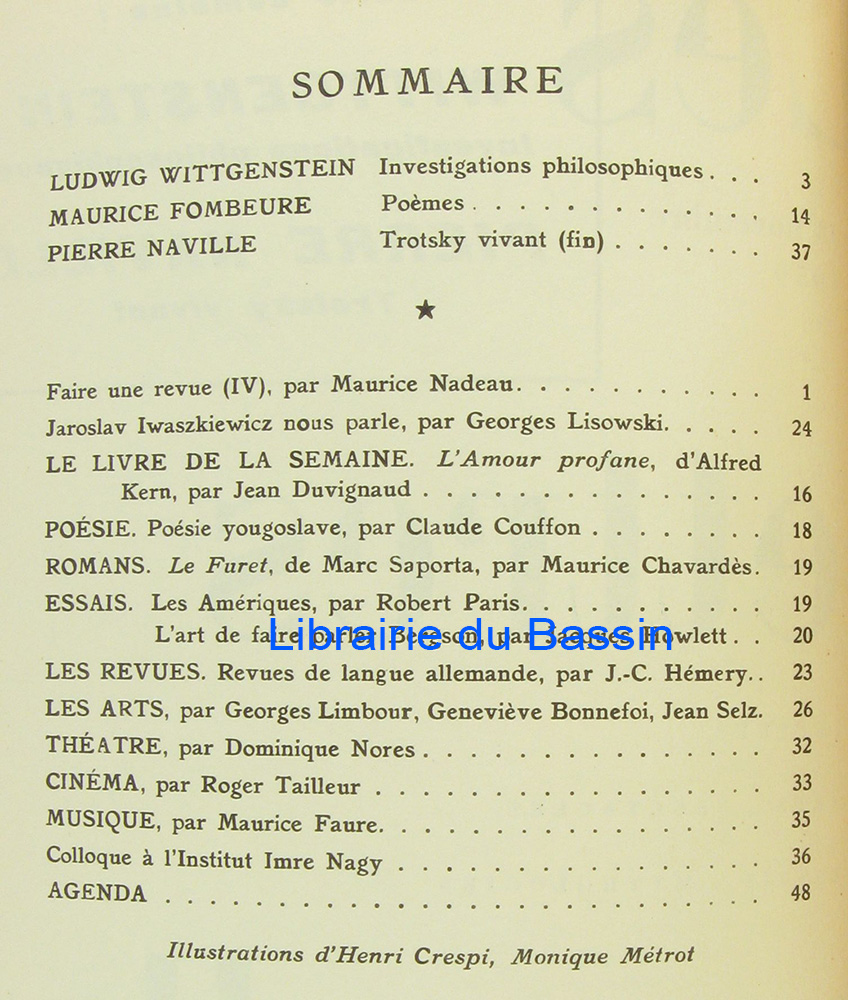 SOMMAIRE
LUDWIG WITTGENSTEIN Investigations philosophiques . . . 3
MAURICE FOMBEURE Poèmes . . . . . . . . . . . . . 14
PIERRE NAVILLE Trotsky vivant (fin) . . . . . . . 37
★
Faire une revue (IV), par Maurice Nadeau. . . . . . . . . . . 1
Jaroslav Iwaszkiewicz nous parle, par Georges Lisowski. . . . . 24
LE LIVRE DE LA SEMAINE. L'Amour profane, d'Alfred
Kern, par Jean Duvignaud . . . . . . . . . . . . . . . 16
POÉSIE. Poésie yougoslave, par Claude Couffon . . . . . . . . 18
ROMANS. Le Furet, de Marc Saporta, par Maurice Chavardès. 19
ESSAIS. Les Amériques, par Robert Paris. . . . . . . . . . . 19
L'art de faire parler Bergson, par Jacques Howlett . . 20
Librairie du Bassin
LES REVUES. Revues de langue allemande, par J.-C. Hémery. . 23
LES ARTS, par Georges Limbour, Geneviève Bonnefoi, Jean Selz. 26
THÉATRE, par Dominique Nores . . . . . . . . . . . . . . . 32
CINÉMA, par Roger Tailleur . . . . . . . . . . . . . . . . . 33
MUSIQUE, par Maurice Faure. . . . . . . . . . . . . . . . . 35
Colloque à l'Institut Imre Nagy . . . . . . . . . . . . . . . . 36
AGENDA . . . . . . . . . . . . . . . . . . . . . . . . . . 48
Illustrations d'Henri Crespi, Monique Métrot